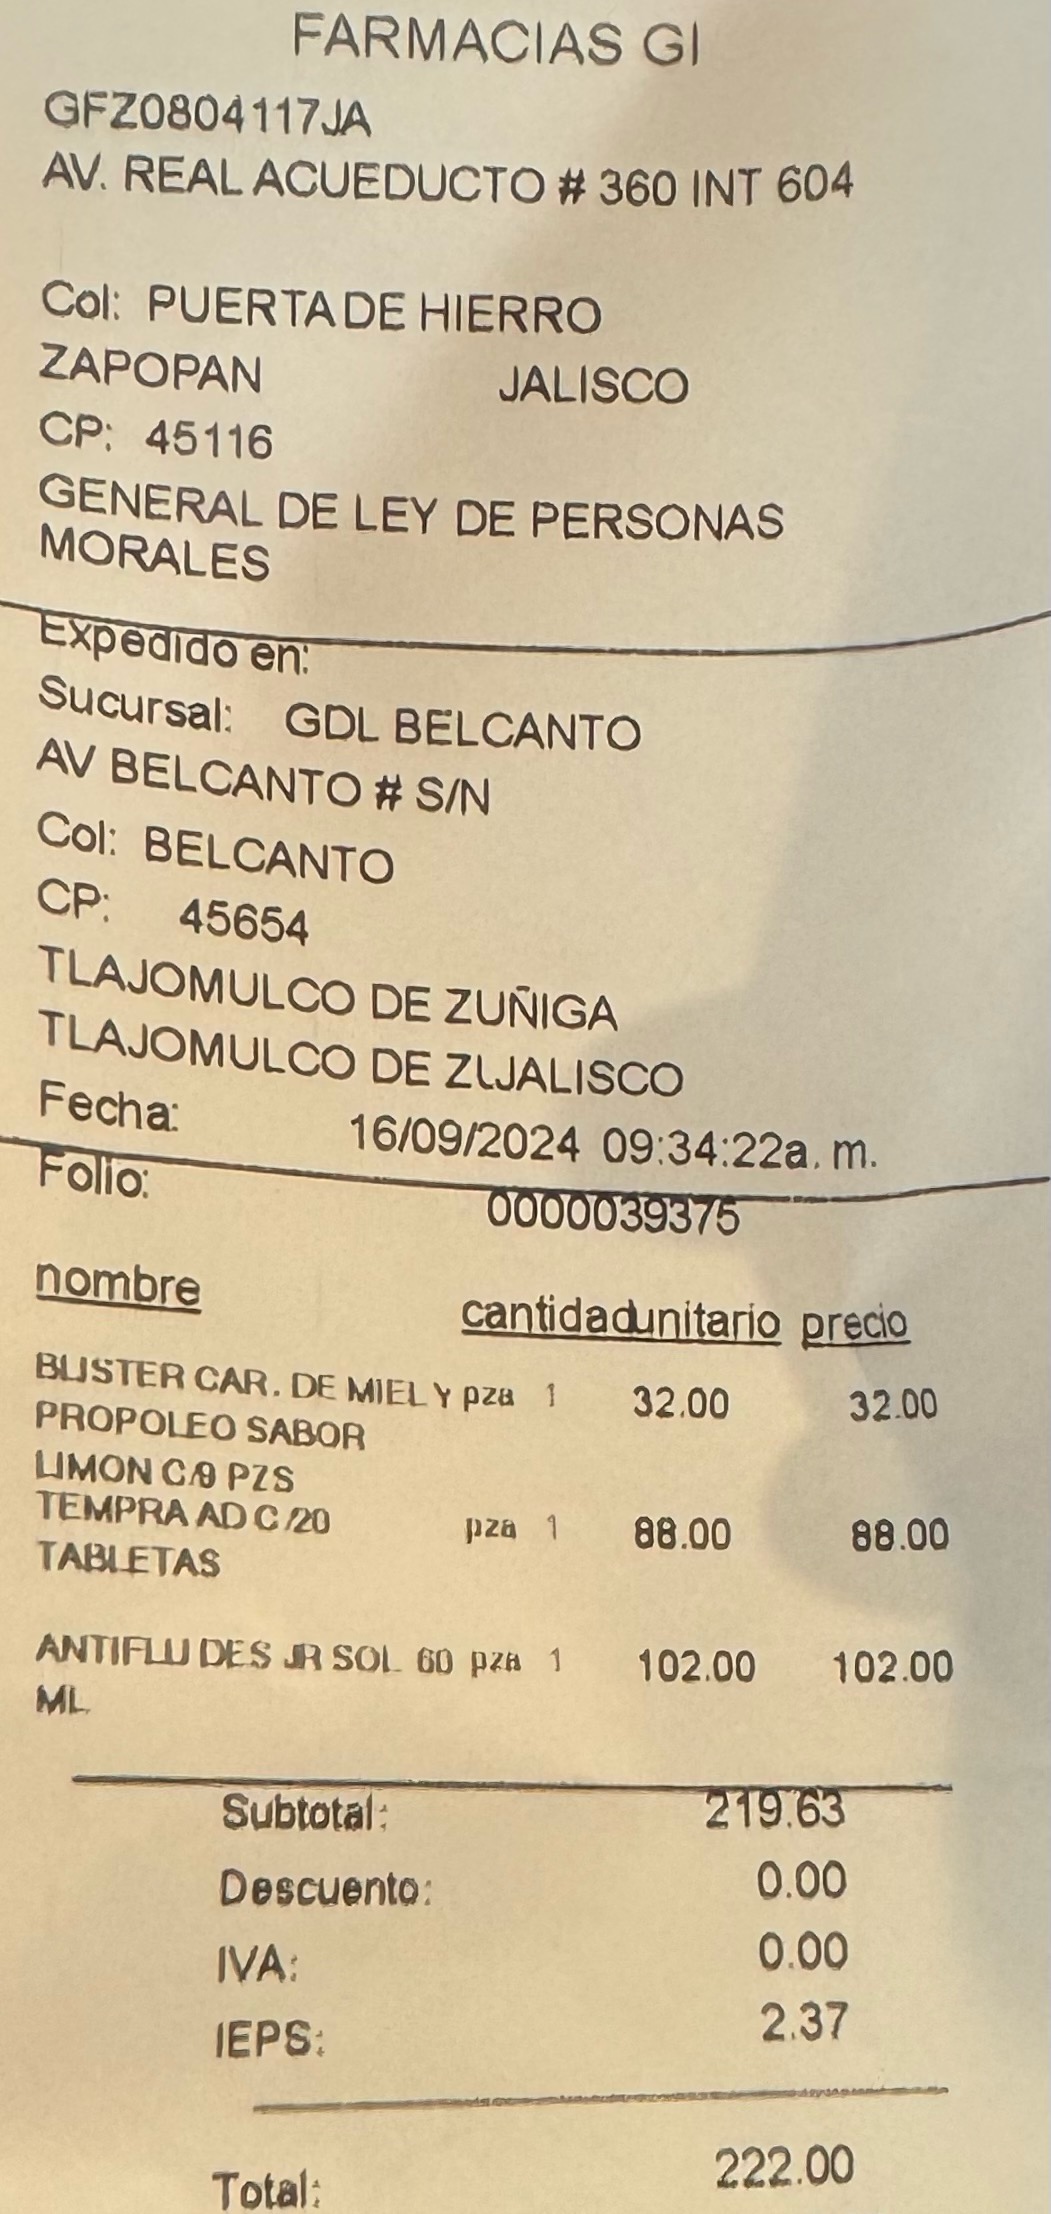 FARMACIAS GI
GFZ0804117JA
AV. REAL ACUEDUCTO # 360 INT 604
Col: PUERTA DE HIERRO
ZAPOPAN JALISCO
CP: 45116
GENERAL DE LEY DE PERSONAS
MORALES
Expedido en:
Sucursal: GDL BELCANTO
AV BELCANTO # S/N
Col: BELCANTO
CP: 45654
TLAJOMULCO DE ZUÑIGA
TLAJOMULCO DE ZUJALISCO
Fecha: 16/09/2024 09:34:22a. m.
Folio: 0000039375
nombre cantidad unitario precio
BLISTER CAR. DE MIEL Y pza 1 32.00 32.00
PROPOLEO SABOR
LIMON C/9 PZS
TEMPRA AD C/20 pza 1 88.00 88.00
TABLETAS
ANTIFLU DES JR SOL 60 pza 1 102.00 102.00
ML
Subtotal: 219.63
Descuento: 0.00
IVA: 0.00
IEPS: 2.37
Total: 222.00